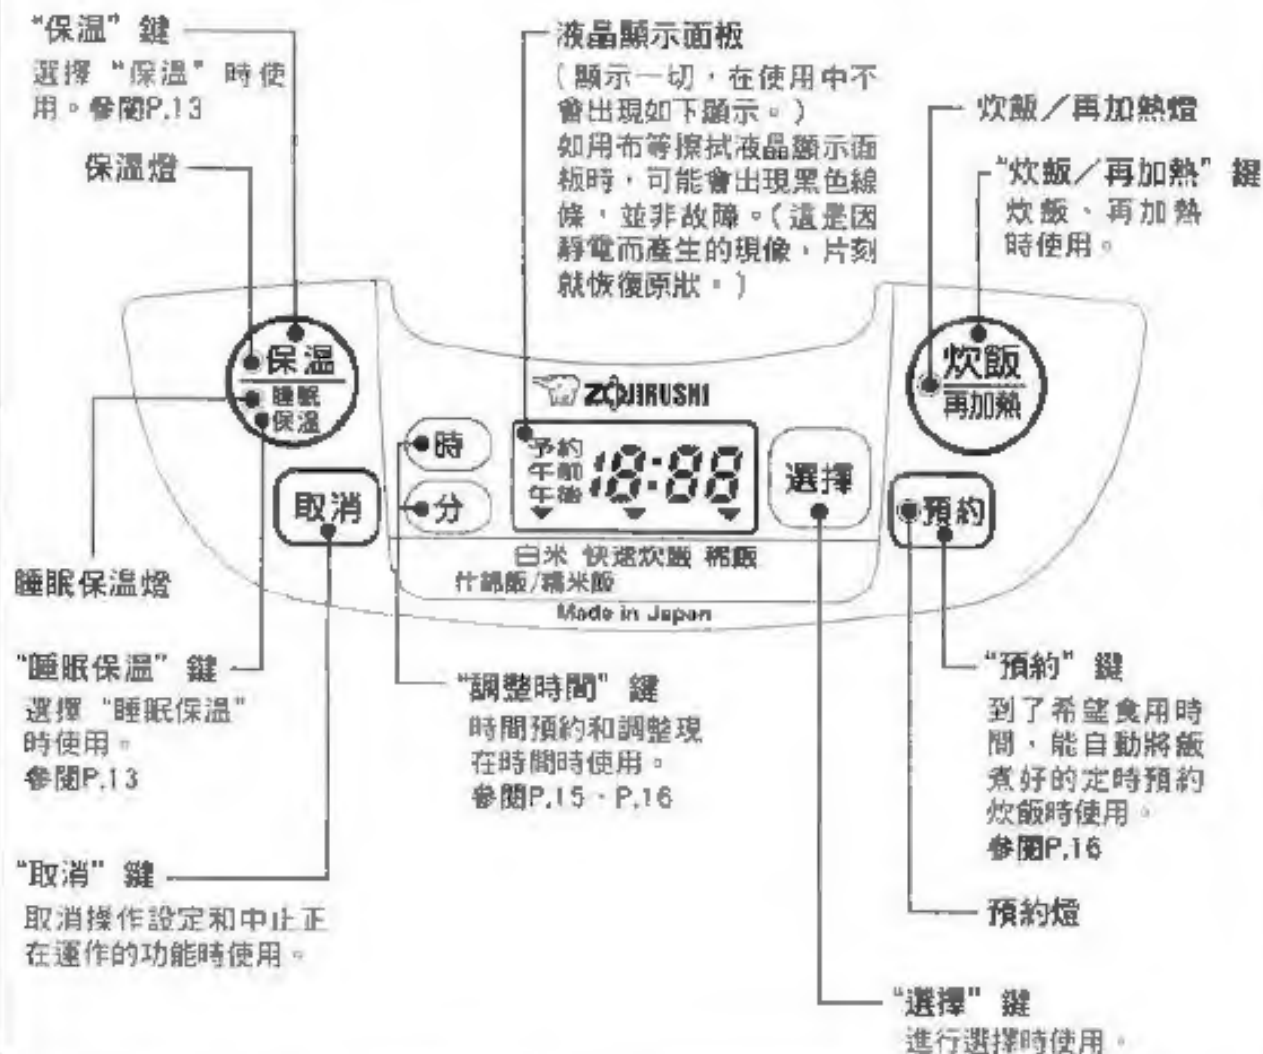 “保温”鍵
選擇“保溫”時使
用。參閱P.13
保溫燈
液晶顯示面板
（顯示一切，在使用中不
會出現如下顯示。）
如用布等擦拭液晶顯示面
板時，可能會出現黑色線
條，並非故障。（這是因
靜電而產生的現像，片刻
就恢復原狀。）
炊飯／再加熱燈
“炊飯／再加熱”鍵
炊飯、再加熱
時使用。
保溫
睡眠
保溫
取消
ZOJIRUSHI
時
分
予約
午前
午後
18:88
選擇
炊飯
再加熱
預約
白米 快速炊飯 稀飯
什錦飯/糯米飯
Made in Japan
睡眠保溫燈
“睡眠保溫”鍵
選擇“睡眠保溫”
時使用。
參閱P.13
“調整時間”鍵
時間預約和調整現
在時間時使用。
參閱P.15、P.16
“預約”鍵
到了希望食用時
間，能自動將飯
煮好的定時預約
炊飯時使用。
參閱P.16
“取消”鍵
取消操作設定和中止正
在運作的功能時使用。
預約燈
“選擇”鍵
進行選擇時使用。